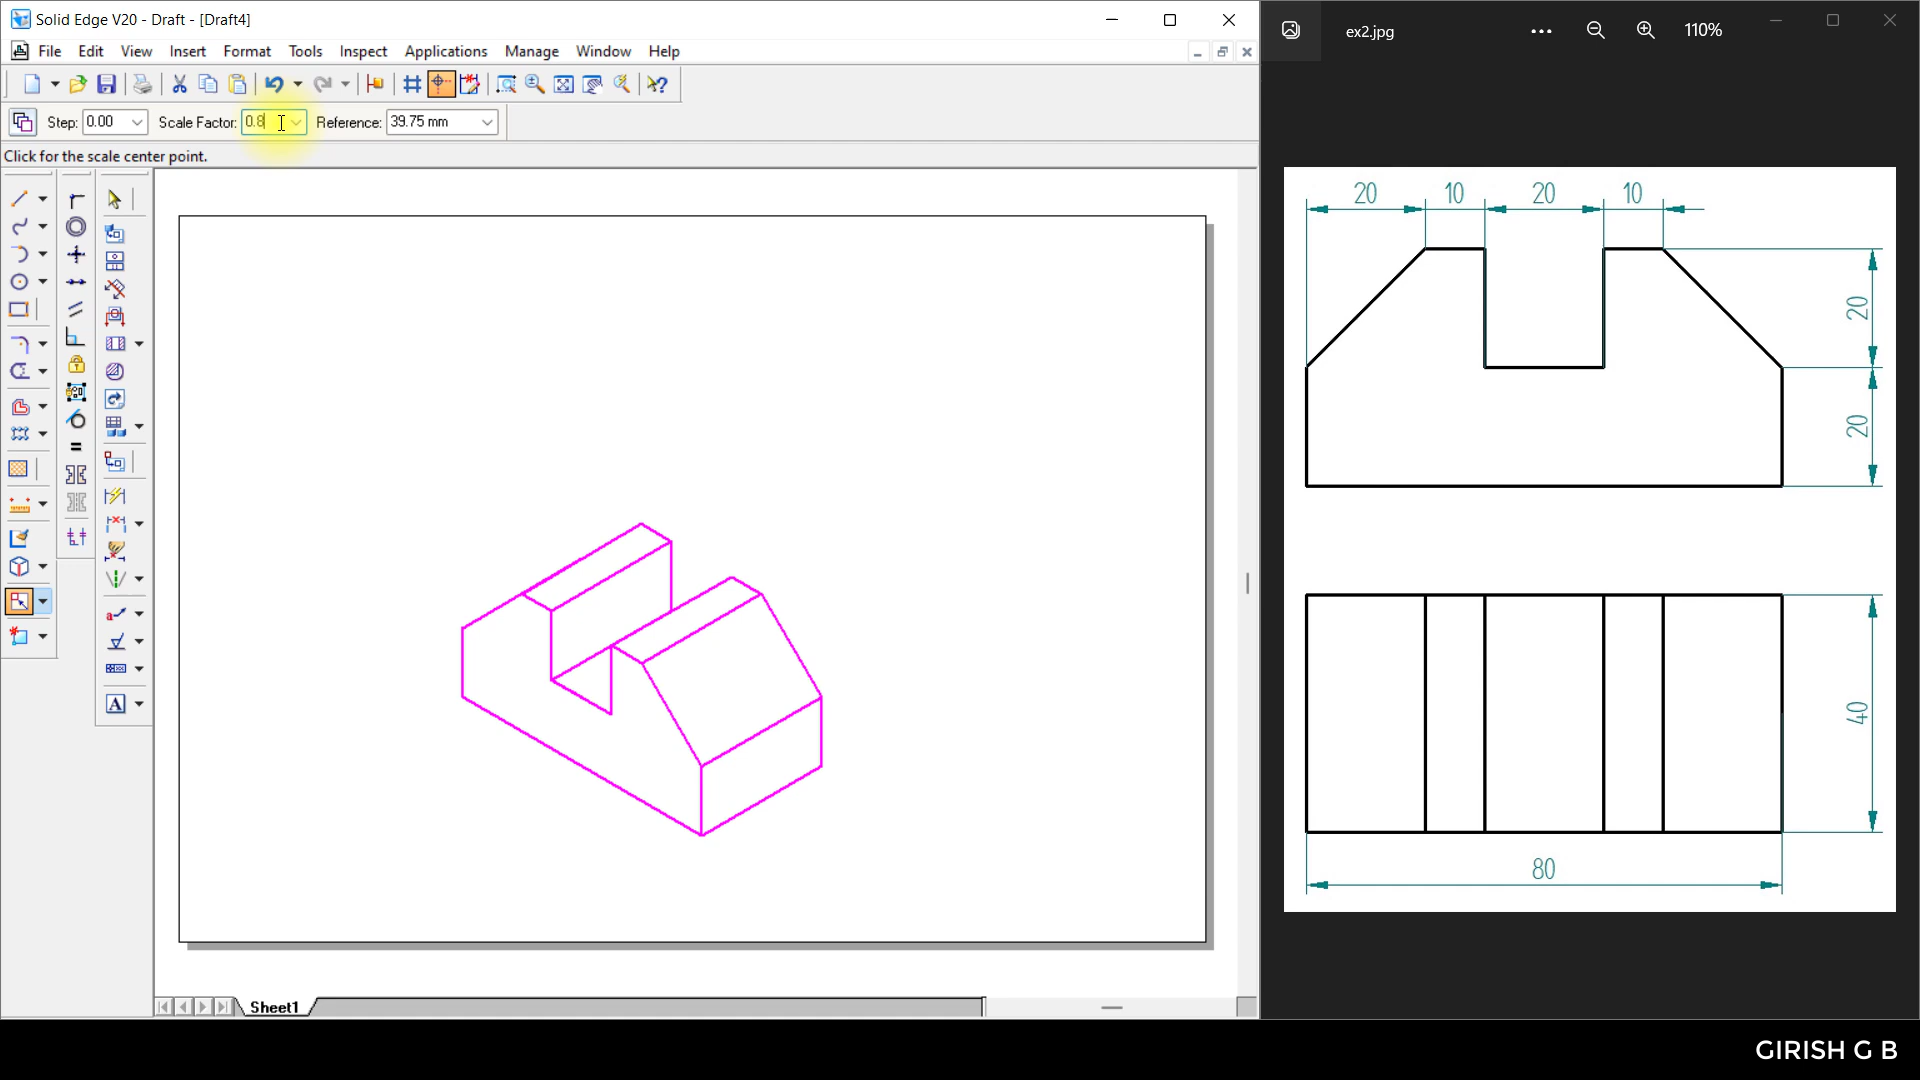 Solid Edge V20 - Draft - [Draft4]
File Edit View Insert Format Tools Inspect Applications Manage Window Help
Step: 0.00 Scale Factor: 0.8 Reference: 39.75 mm
Click for the scale center point.
A
Sheet1
ex2.jpg
110%
20 10 20 10
20
20
40
80
GIRISH G B